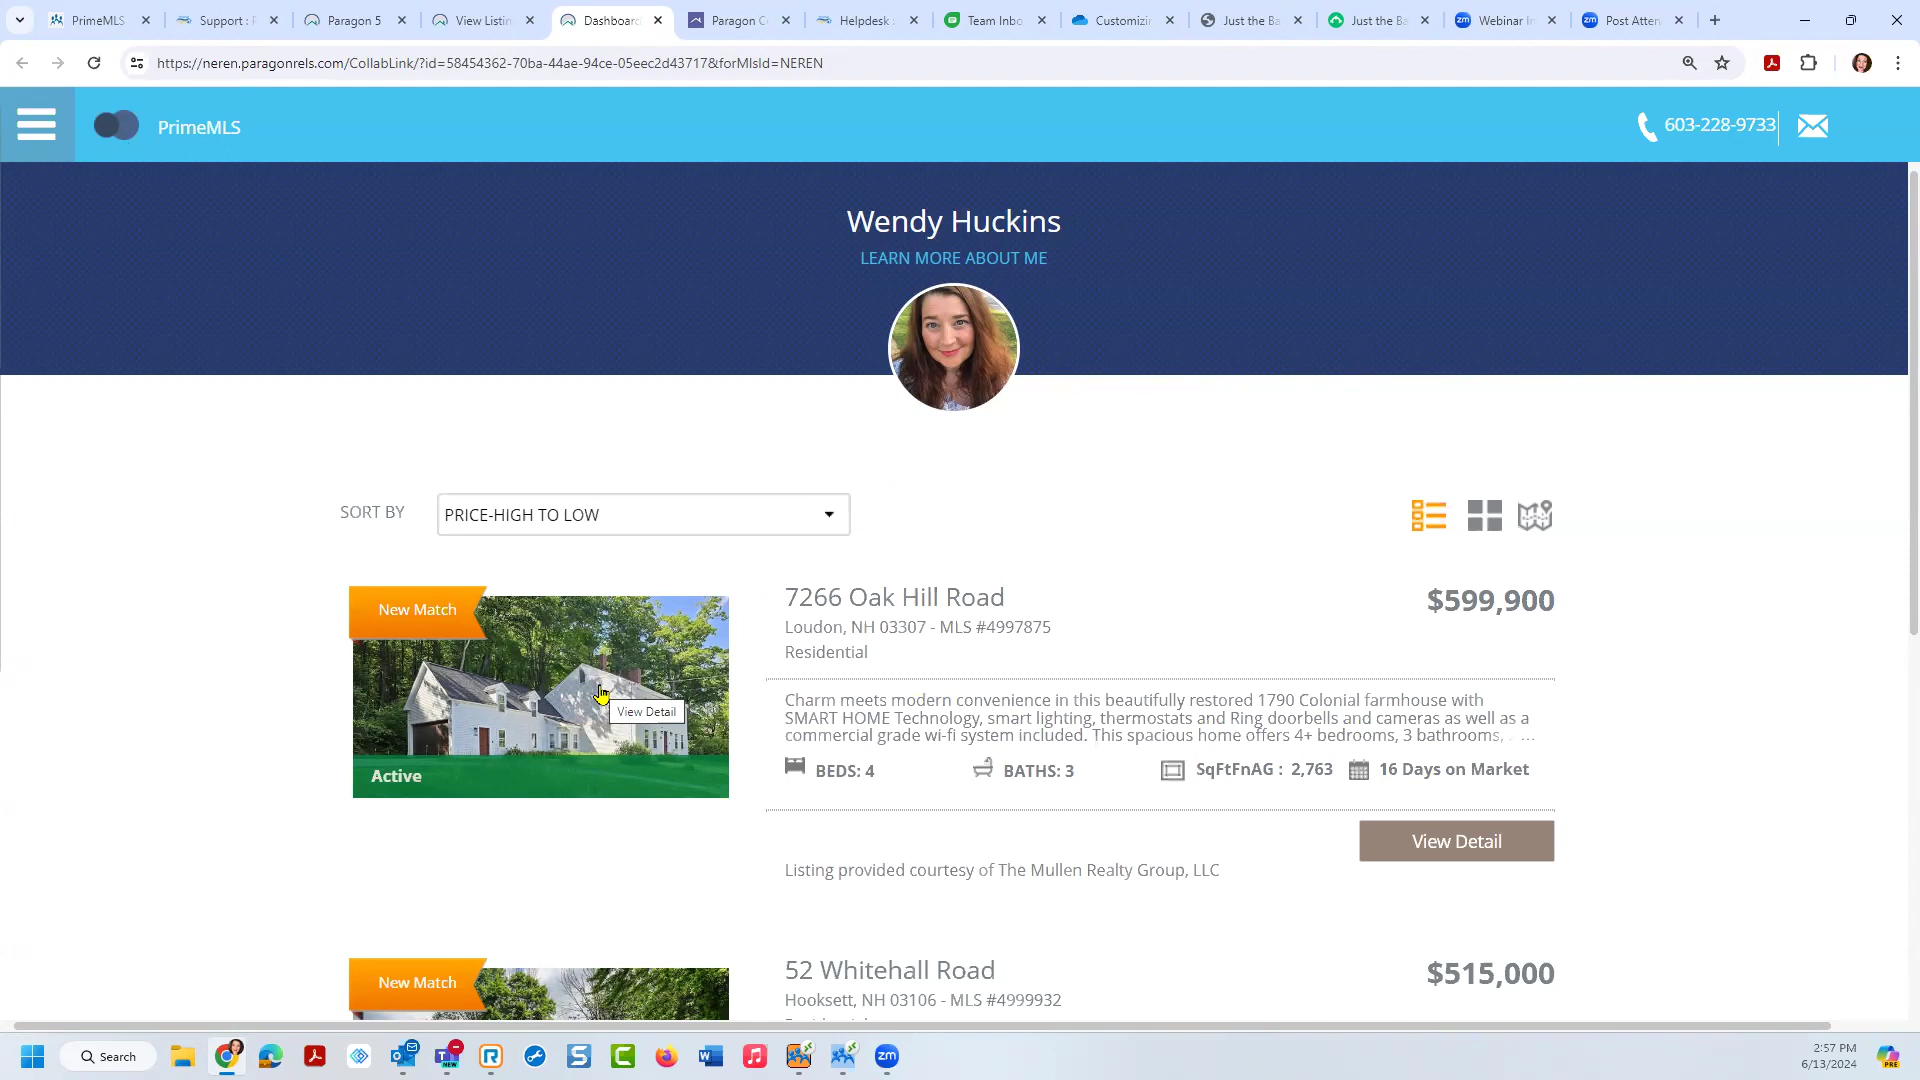 PrimeMLS
Support : P
Paragon 5
View Listin
Dashboard
Paragon C
Helpdesk
Team Inbo
Customizin
Just the Ba
Just the Ba
Webinar In
Post Atten
https://neren.paragonrels.com/CollabLink/?id=58454362-70ba-44ae-94ce-05eec2d43717&forMlsId=NEREN
PrimeMLS
603-228-9733
Wendy Huckins
LEARN MORE ABOUT ME
SORT BY
PRICE-HIGH TO LOW
New Match
7266 Oak Hill Road
$599,900
Loudon, NH 03307 - MLS #4997875
Residential
Charm meets modern convenience in this beautifully restored 1790 Colonial farmhouse with
SMART HOME Technology, smart lighting, thermostats and Ring doorbells and cameras as well as a
commercial grade wi-fi system included. This spacious home offers 4+ bedrooms, 3 bathrooms, ...
View Detail
Active
BEDS: 4
BATHS: 3
SqFtFnAG : 2,763
16 Days on Market
View Detail
Listing provided courtesy of The Mullen Realty Group, LLC
New Match
52 Whitehall Road
$515,000
Hooksett, NH 03106 - MLS #4999932
Search
2:57 PM
6/13/2024